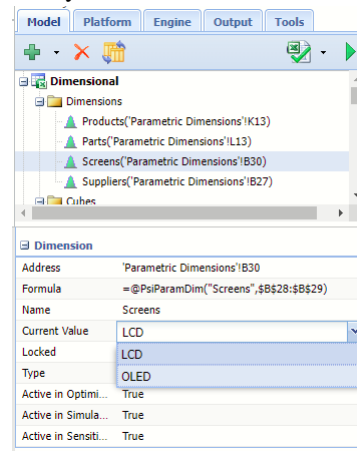 Model Platform Engine Output Tools
Dimensional
Dimensions
Products('Parametric Dimensions'!K13)
Parts('Parametric Dimensions'!L13)
Screens('Parametric Dimensions'!B30)
Suppliers('Parametric Dimensions'!B27)
Cubes
Dimension
Address 'Parametric Dimensions'!B30
Formula =@PsiParamDim("Screens",$B$28:$B$29)
Name Screens
Current Value LCD
Locked LCD
Type OLED
Active in Optimi... True
Active in Simula... True
Active in Sensiti... True